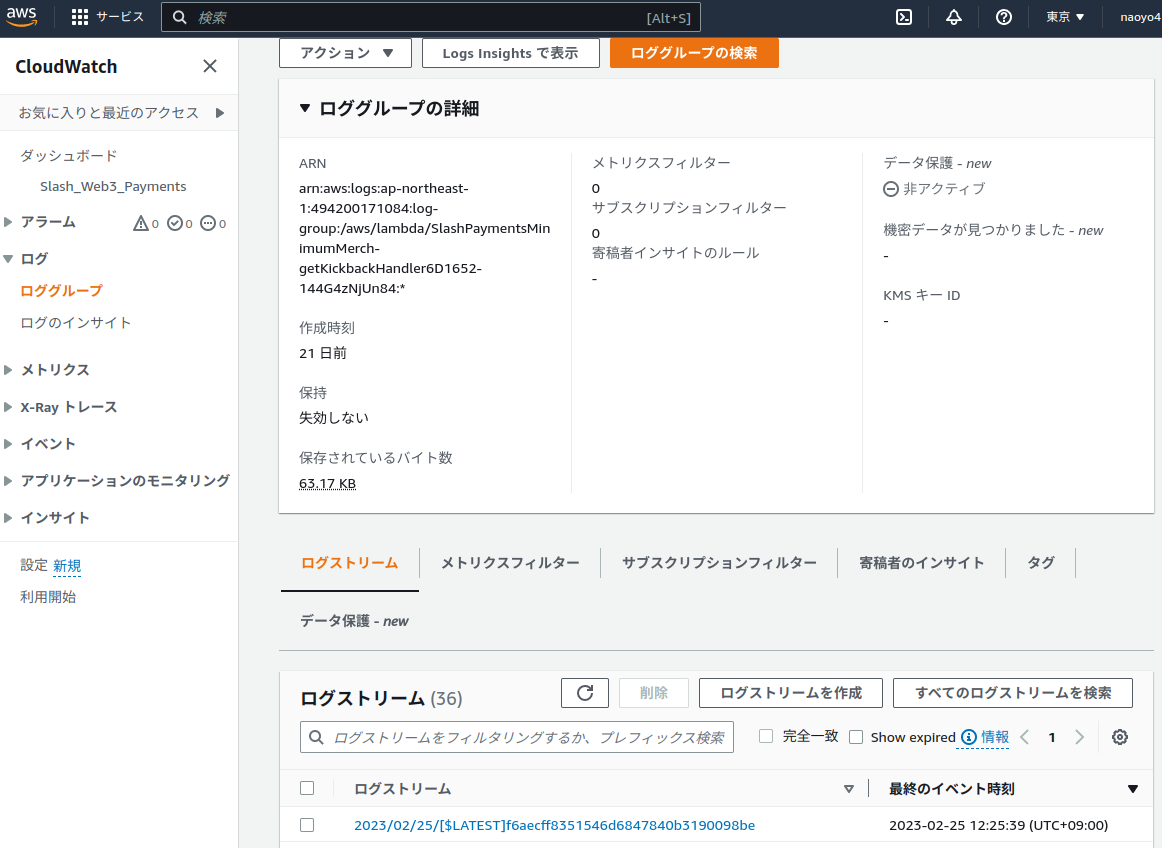 aws サービス 検索 [Alt+S] 東京 ▼ naoyo4
CloudWatch
お気に入りと最近のアクセス
ダッシュボード
Slash_Web3_Payments
アラーム 0 0 0
ログ
ロググループ
ログのインサイト
メトリクス
X-Ray トレース
イベント
アプリケーションのモニタリング
インサイト
設定 新規
利用開始
アクション ▼ Logs Insights で表示 ロググループの検索
▼ ロググループの詳細
ARN
arn:aws:logs:ap-northeast-
1:494200171084:log-
group:/aws/lambda/SlashPaymentsMin
imumMerch-
getKickbackHandler6D1652-
144G4zNjUn84:*
作成時刻
21 日前
保持
失効しない
保存されているバイト数
63.17 KB
メトリクスフィルター
0
サブスクリプションフィルター
0
寄稿者インサイトのルール
-
データ保護 - new
非アクティブ
機密データが見つかりました - new
-
KMS キー ID
-
ログストリーム メトリクスフィルター サブスクリプションフィルター 寄稿者のインサイト タグ
データ保護 - new
ログストリーム (36) 削除 ログストリームを作成 すべてのログストリームを検索
ログストリームをフィルタリングするか、プレフィックス検索 完全一致 Show expired 情報 1
ログストリーム 最終のイベント時刻
2023/02/25/[$LATEST]f6aecff8351546d6847840b3190098be 2023-02-25 12:25:39 (UTC+09:00)